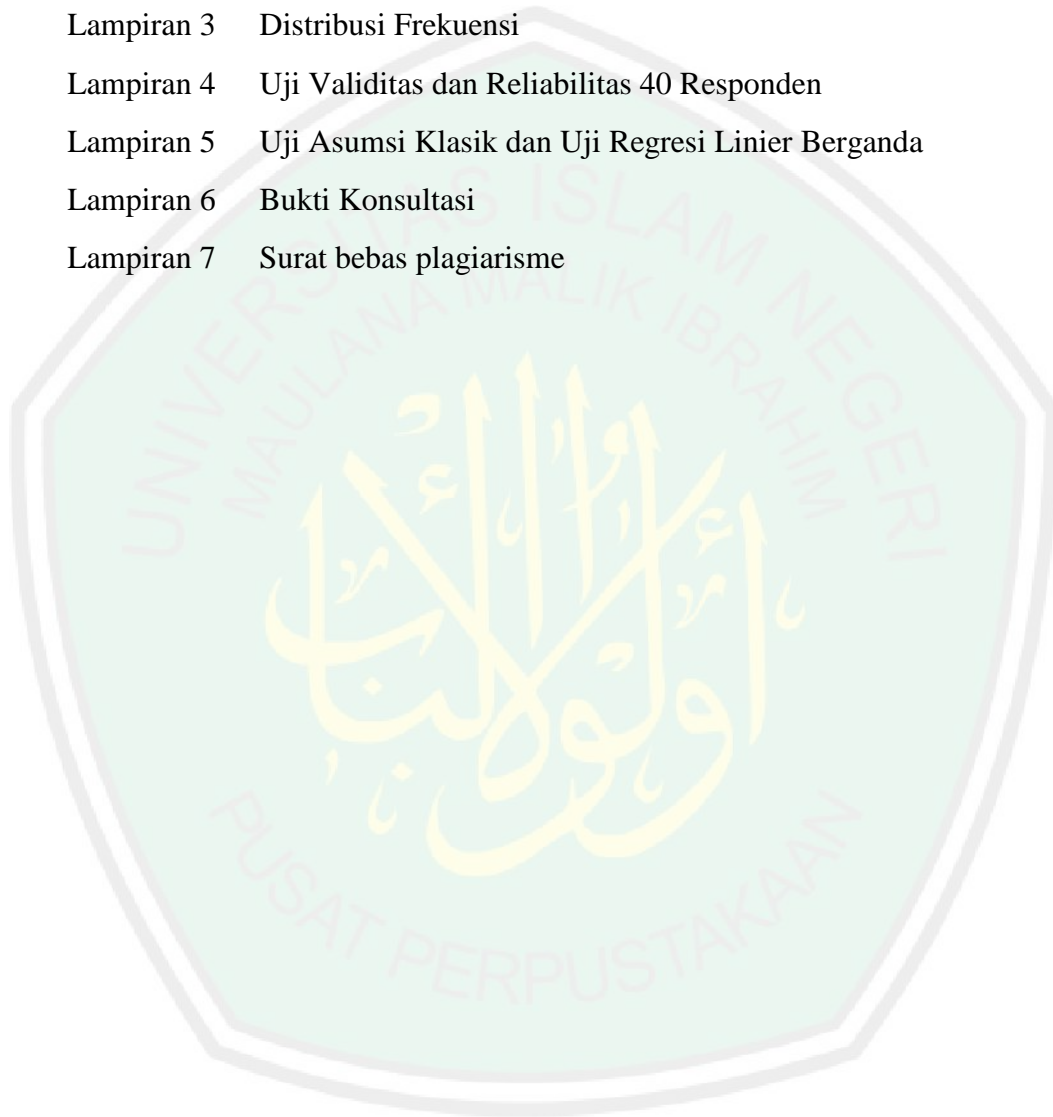 Lampiran 3 Distribusi Frekuensi
Lampiran 4 Uji Validitas dan Reliabilitas 40 Responden
Lampiran 5 Uji Asumsi Klasik dan Uji Regresi Linier Berganda
Lampiran 6 Bukti Konsultasi
Lampiran 7 Surat bebas plagiarisme
UNIVERSITAS ISLAM NEGERI
MAULANA MALIK IBRAHIM
أولوا الألباب
PUSAT PERPUSTAKAAN